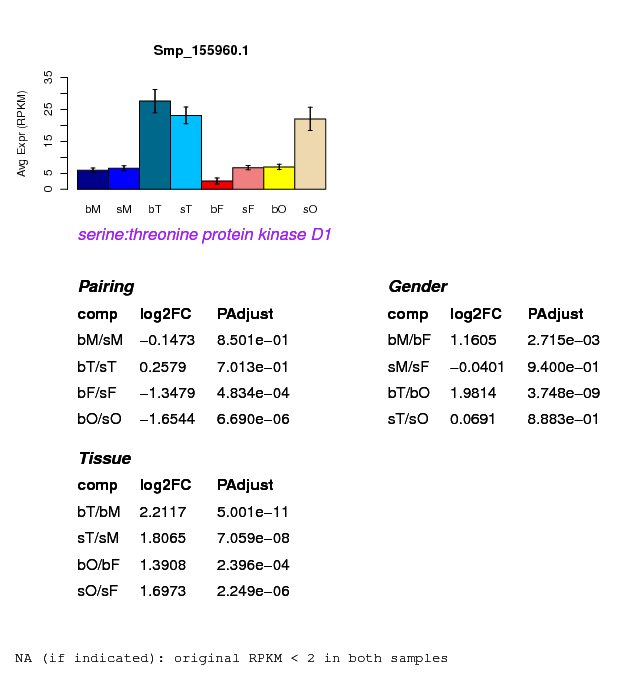 Smp_155960.1
Avg Expr (RPKM)
35
25
15
5
0
bM sM bT sT bF sF bO sO
serine:threonine protein kinase D1
Pairing
comp log2FC PAdjust
bM/sM −0.1473 8.501e−01
bT/sT 0.2579 7.013e−01
bF/sF −1.3479 4.834e−04
bO/sO −1.6544 6.690e−06
Gender
comp log2FC PAdjust
bM/bF 1.1605 2.715e−03
sM/sF −0.0401 9.400e−01
bT/bO 1.9814 3.748e−09
sT/sO 0.0691 8.883e−01
Tissue
comp log2FC PAdjust
bT/bM 2.2117 5.001e−11
sT/sM 1.8065 7.059e−08
bO/bF 1.3908 2.396e−04
sO/sF 1.6973 2.249e−06
NA (if indicated): original RPKM < 2 in both samples